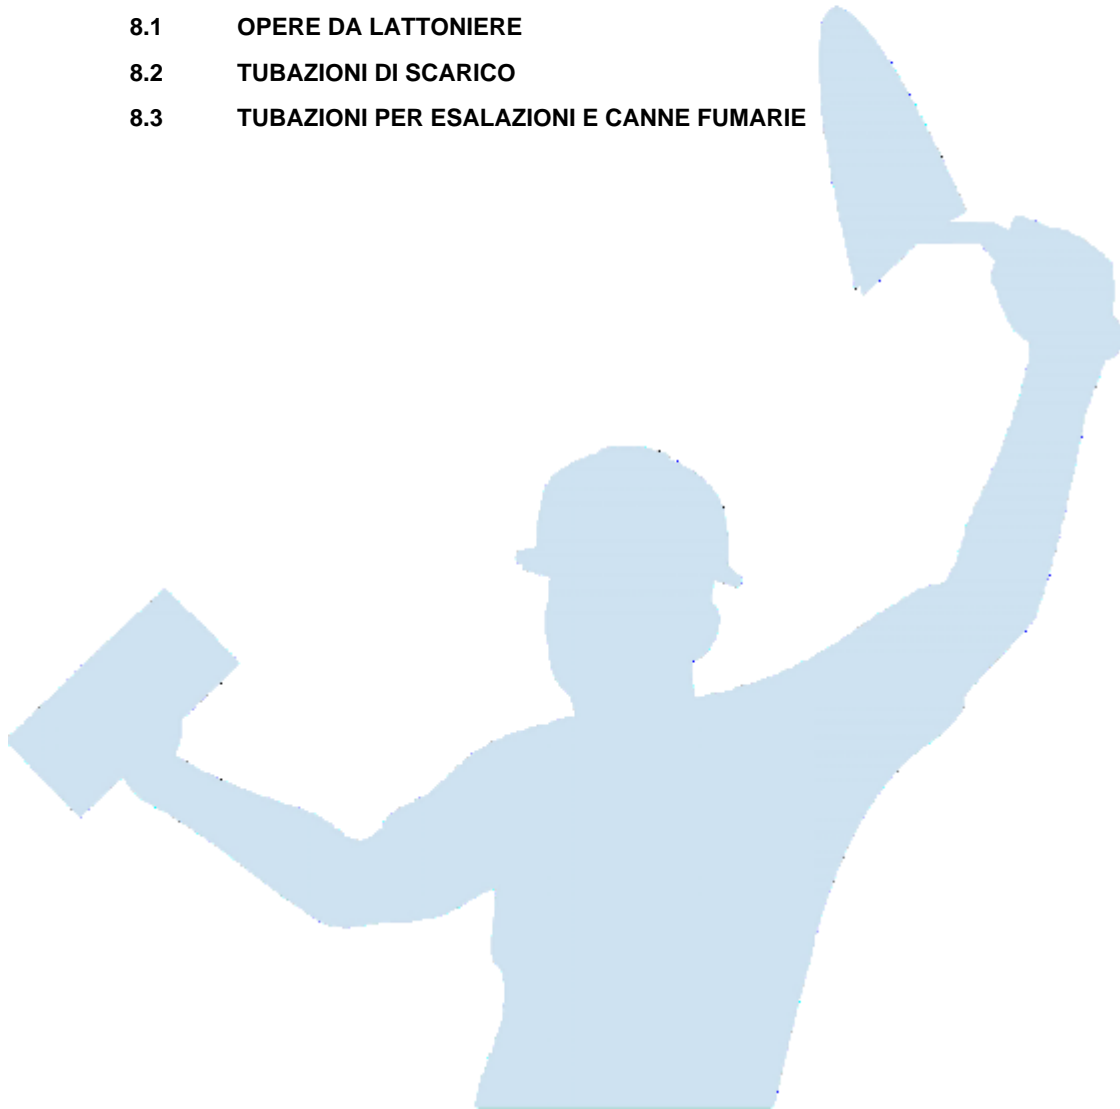 8.1 OPERE DA LATTONIERE
8.2 TUBAZIONI DI SCARICO
8.3 TUBAZIONI PER ESALAZIONI E CANNE FUMARIE